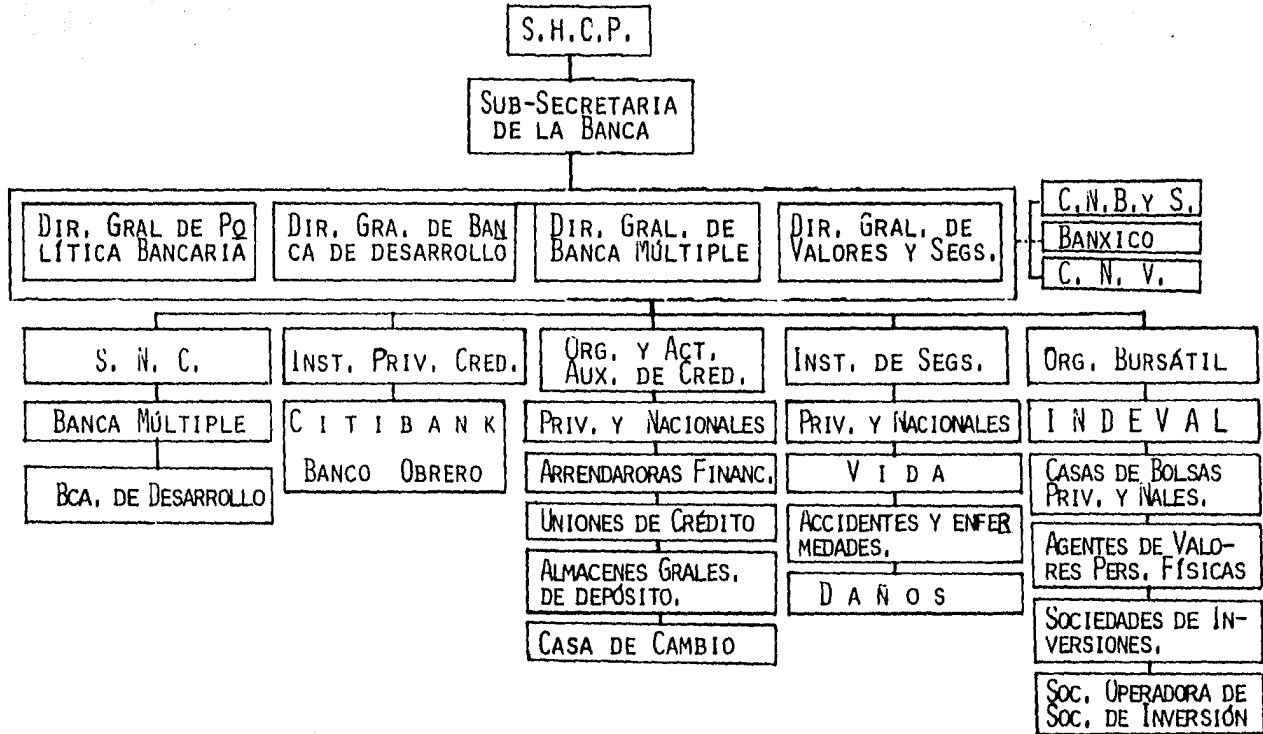 S.H.C.P.
SUB-SECRETARIA
DE LA BANCA
DIR. GRAL DE PO
LÍTICA BANCARIA
DIR. GRA. DE BAN
CA DE DESARROLLO
DIR. GRAL. DE
BANCA MÚLTIPLE
DIR. GRAL. DE
VALORES Y SEGS.
C.N.B.Y S.
BANXICO
C. N. V.
S. N. C.
BANCA MÚLTIPLE
BCA. DE DESARROLLO
INST. PRIV. CRED.
C I T I B A N K
BANCO OBRERO
ORG. Y ACT.
AUX. DE CRED.
PRIV. Y NACIONALES
ARRENDARORAS FINANC.
UNIONES DE CRÉDITO
ALMACENES GRALES.
DE DEPÓSITO.
CASA DE CAMBIO
INST. DE SEGS.
PRIV. Y NACIONALES
V I D A
ACCIDENTES Y ENFER
MEDADES.
D A Ñ O S
ORG. BURSÁTIL
I N D E V A L
CASAS DE BOLSAS
PRIV. Y NALES.
AGENTES DE VALO-
RES PERS. FÍSICAS
SOCIEDADES DE IN-
VERSIONES.
SOC. OPERADORA DE
SOC. DE INVERSIÓN